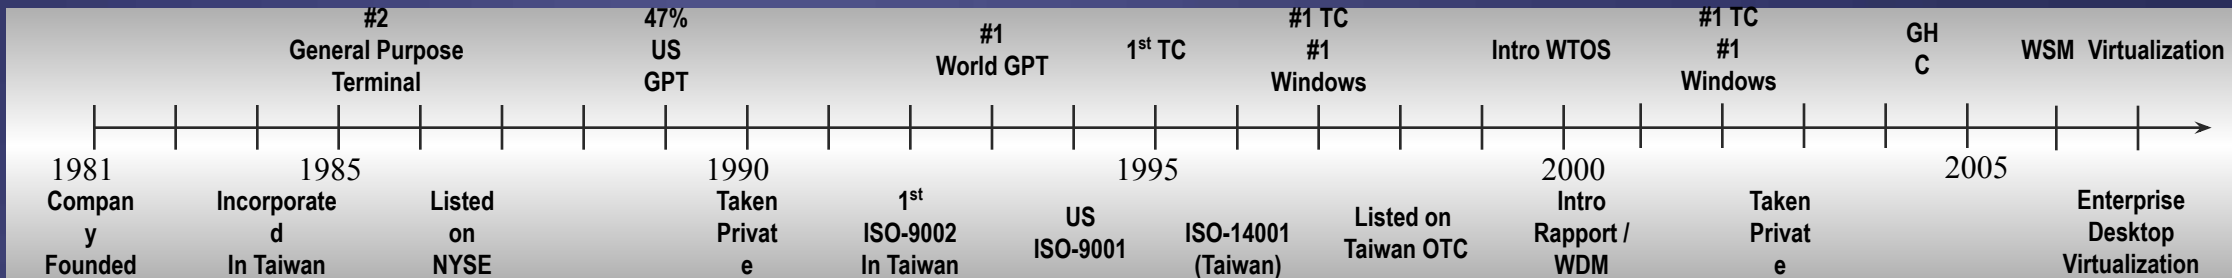 #2
General Purpose
Terminal
47%
US
GPT
#1
World GPT
1st TC
#1 TC
#1
Windows
Intro WTOS
#1 TC
#1
Windows
GH
C
WSM Virtualization
1981
1985
1990
1995
2000
2005
Compan
y
Founded
Incorporate
d
In Taiwan
Listed
on
NYSE
Taken
Privat
e
1st
ISO-9002
In Taiwan
US
ISO-9001
ISO-14001
(Taiwan)
Listed on
Taiwan OTC
Intro
Rapport /
WDM
Taken
Privat
e
Enterprise
Desktop
Virtualization